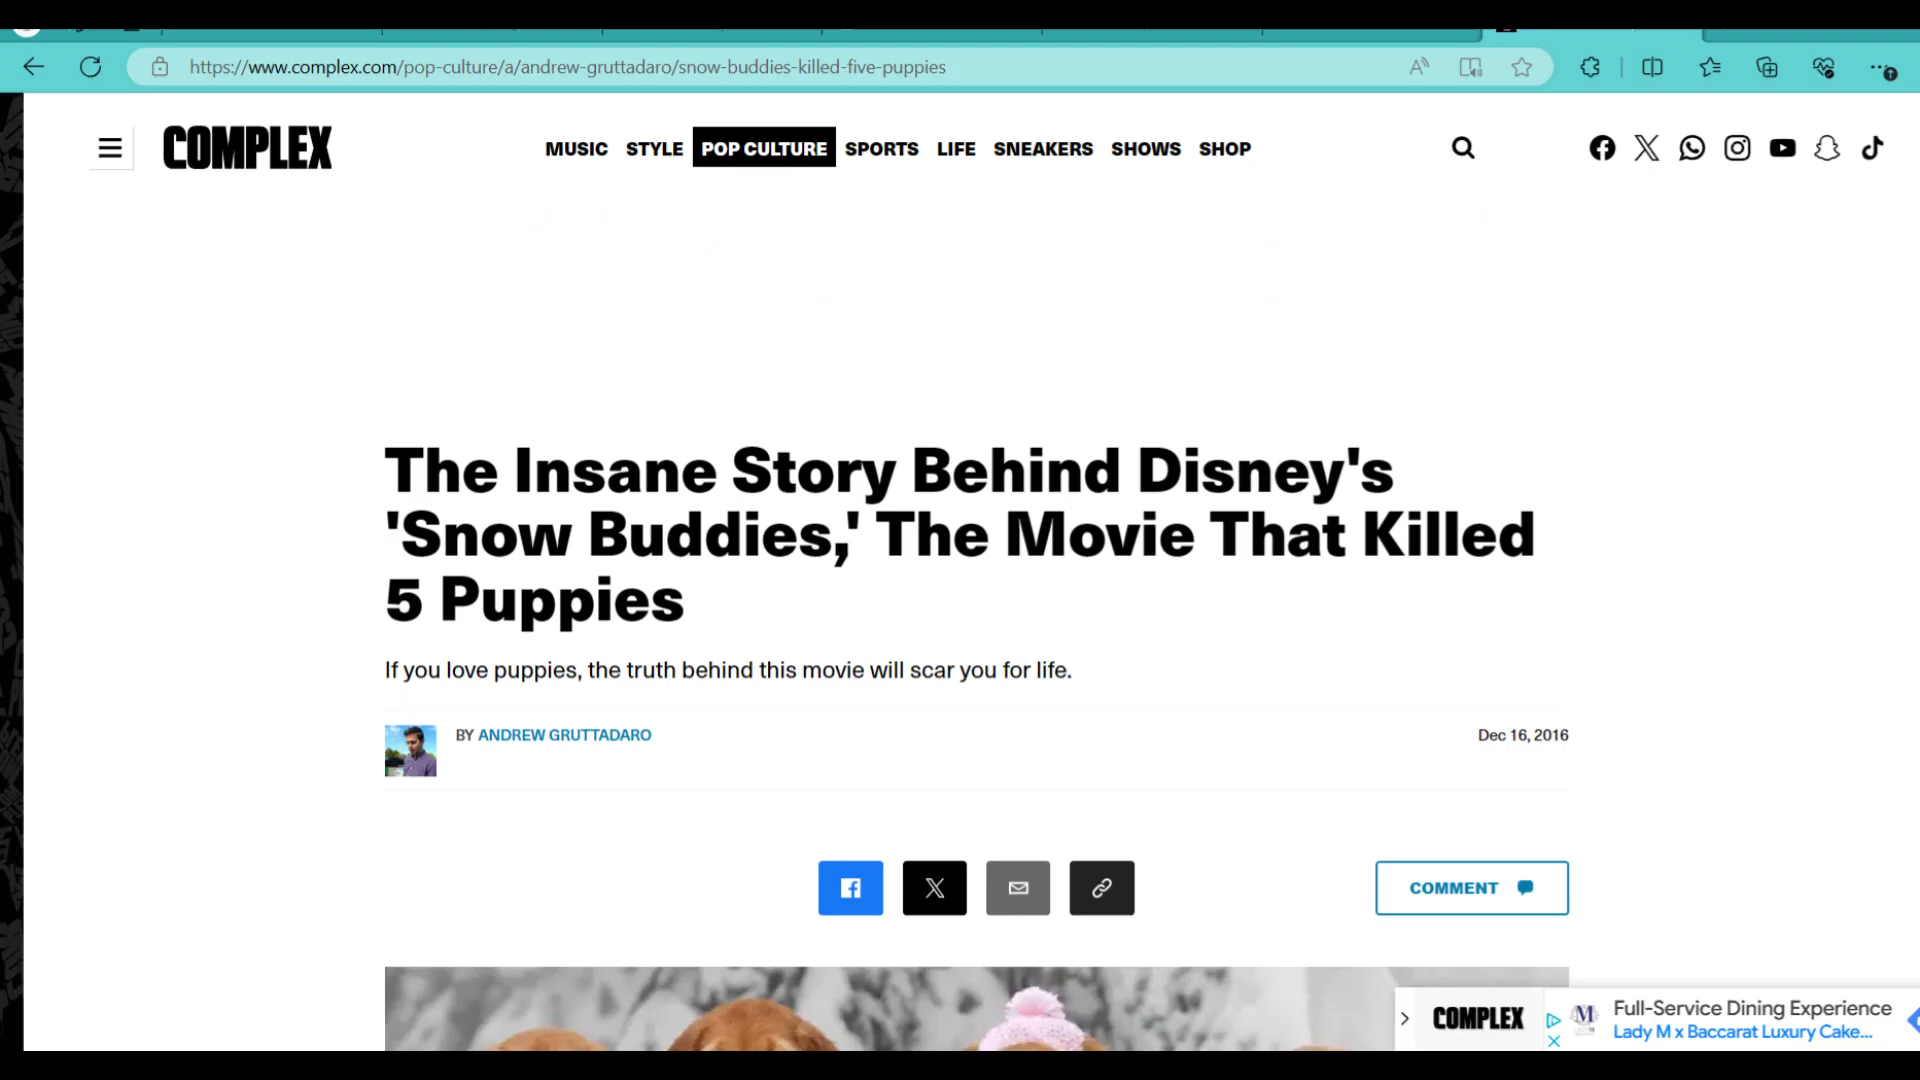 https://www.complex.com/pop-culture/a/andrew-gruttadaro/snow-buddies-killed-five-puppies
COMPLEX
MUSIC STYLE POP CULTURE SPORTS LIFE SNEAKERS SHOWS SHOP
The Insane Story Behind Disney's
'Snow Buddies,' The Movie That Killed
5 Puppies
If you love puppies, the truth behind this movie will scar you for life.
BY ANDREW GRUTTADARO
Dec 16, 2016
COMMENT
COMPLEX
M
Full-Service Dining Experience
Lady M x Baccarat Luxury Cake...